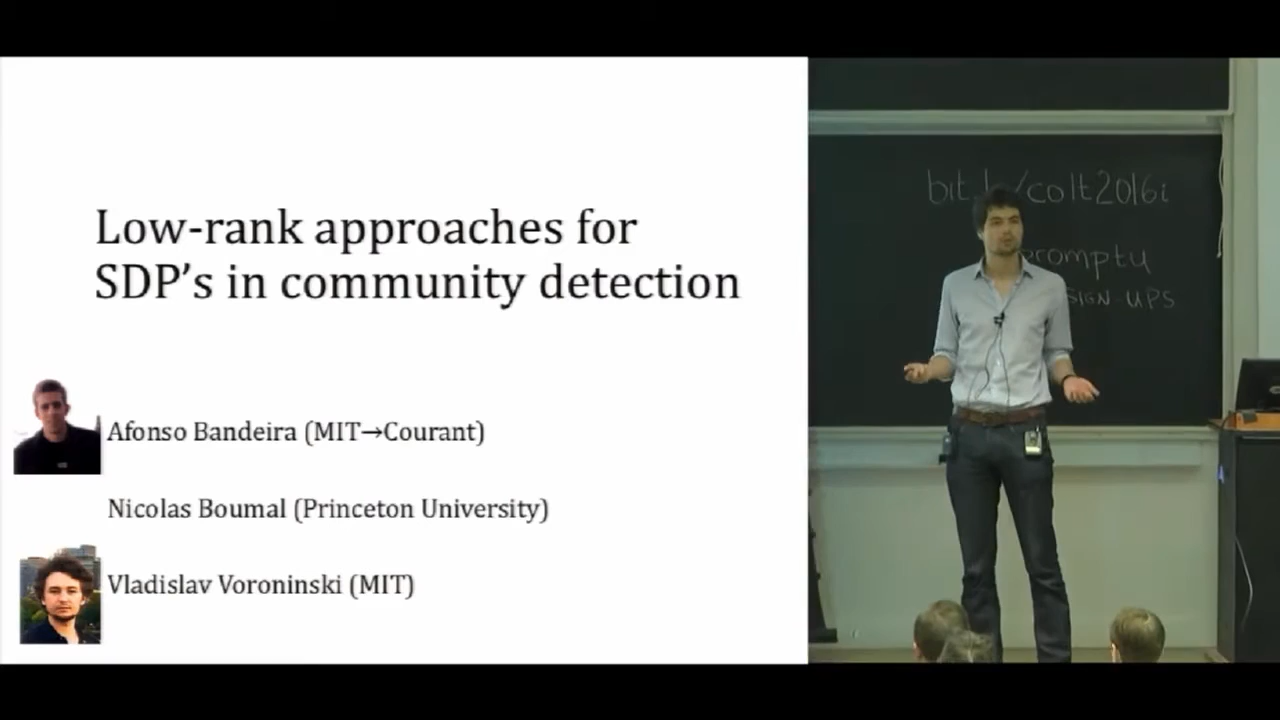 Low-rank approaches for
SDP's in community detection
Afonso Bandeira (MIT→Courant)
Nicolas Boumal (Princeton University)
Vladislav Voroninski (MIT)
/colt2016i
SIGN-UPS